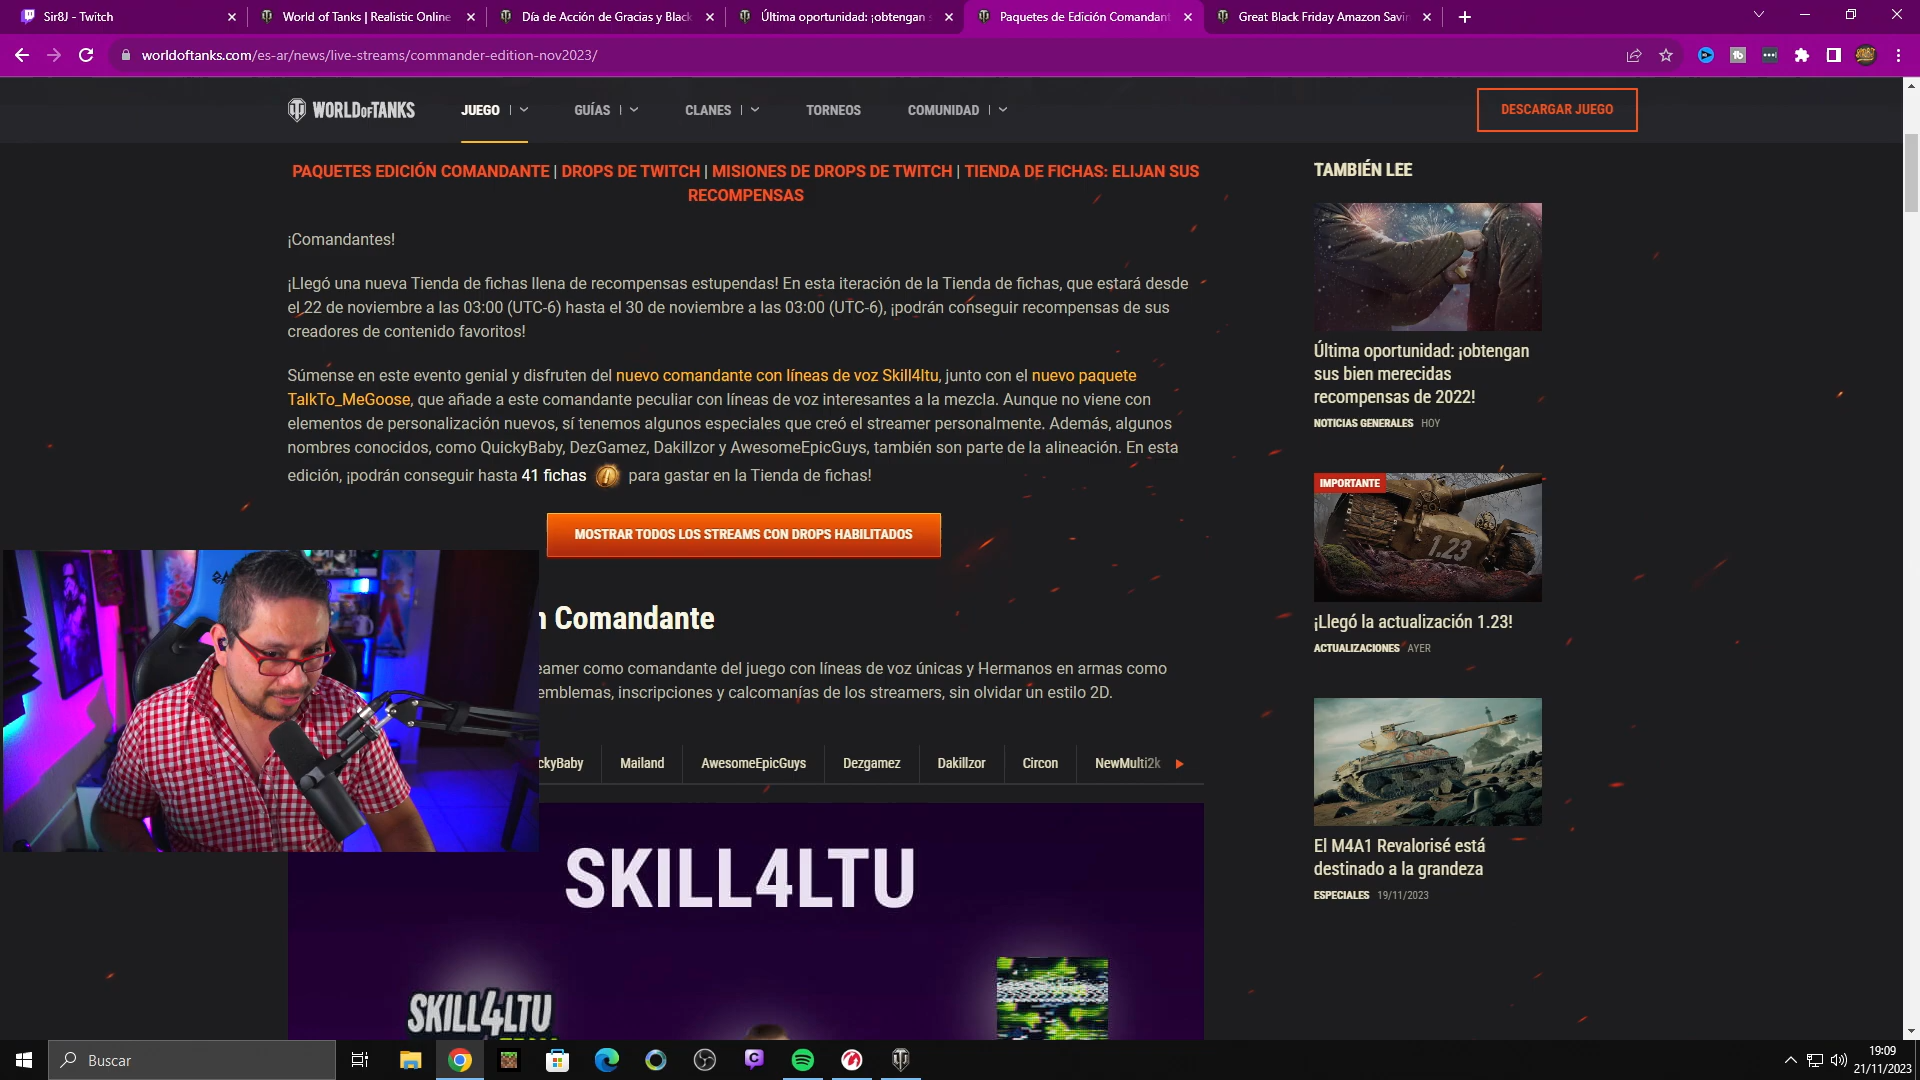 Sir8J - Twitch
World of Tanks | Realistic Online
Día de Acción de Gracias y Black
Última oportunidad: ¡obtengan
Paquetes de Edición Comandant
Great Black Friday Amazon Savin
worldoftanks.com/es-ar/news/live-streams/commander-edition-nov2023/
WORLD OF TANKS
JUEGO
GUÍAS
CLANES
TORNEOS
COMUNIDAD
DESCARGAR JUEGO
PAQUETES EDICIÓN COMANDANTE | DROPS DE TWITCH | MISIONES DE DROPS DE TWITCH | TIENDA DE FICHAS: ELIJAN SUS
RECOMPENSAS
¡Comandantes!
¡Llegó una nueva Tienda de fichas llena de recompensas estupendas! En esta iteración de la Tienda de fichas, que estará desde
el 22 de noviembre a las 03:00 (UTC-6) hasta el 30 de noviembre a las 03:00 (UTC-6), ¡podrán conseguir recompensas de sus
creadores de contenido favoritos!
Súmense en este evento genial y disfruten del nuevo comandante con líneas de voz Skill4ltu, junto con el nuevo paquete
TalkTo_MeGoose, que añade a este comandante peculiar con líneas de voz interesantes a la mezcla. Aunque no viene con
elementos de personalización nuevos, sí tenemos algunos especiales que creó el streamer personalmente. Además, algunos
nombres conocidos, como QuickyBaby, DezGamez, Dakillzor y AwesomeEpicGuys, también son parte de la alineación. En esta
edición, ¡podrán conseguir hasta 41 fichas para gastar en la Tienda de fichas!
MOSTRAR TODOS LOS STREAMS CON DROPS HABILITADOS
n Comandante
eamer como comandante del juego con líneas de voz únicas y Hermanos en armas como
emblemas, inscripciones y calcomanías de los streamers, sin olvidar un estilo 2D.
ckyBaby
Mailand
AwesomeEpicGuys
Dezgamez
Dakillzor
Circon
NewMulti2k
SKILL4LTU
SKILL4LTU
TAMBIÉN LEE
Última oportunidad: ¡obtengan
sus bien merecidas
recompensas de 2022!
NOTICIAS GENERALES HOY
IMPORTANTE
1.23
¡Llegó la actualización 1.23!
ACTUALIZACIONES AYER
El M4A1 Revalorisé está
destinado a la grandeza
ESPECIALES 19/11/2023
Buscar
19:09
21/11/2023